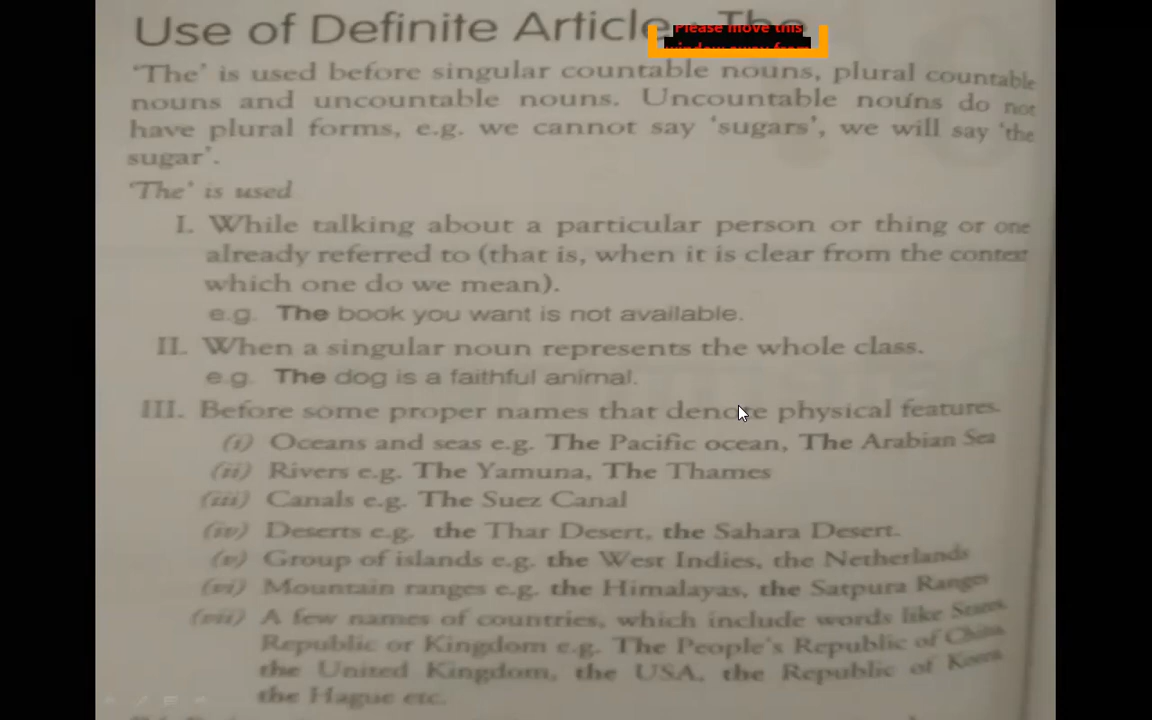 Use of Definite Article : The
Please move this
window away from
'The' is used before singular countable nouns, plural countable
nouns and uncountable nouns. Uncountable nouns do not
have plural forms, e.g. we cannot say 'sugars', we will say 'the
sugar'.
'The' is used
I. While talking about a particular person or thing or one
already referred to (that is, when it is clear from the context
which one do we mean).
e.g. The book you want is not available.
II. When a singular noun represents the whole class.
e.g. The dog is a faithful animal.
III. Before some proper names that denote physical features.
(i) Oceans and seas e.g. The Pacific ocean, The Arabian Sea
(ii) Rivers e.g. The Yamuna, The Thames
(iii) Canals e.g. The Suez Canal
(iv) Deserts e.g. the Thar Desert, the Sahara Desert.
(v) Group of islands e.g. the West Indies, the Netherlands
(vi) Mountain ranges e.g. the Himalayas, the Satpura Ranges
(vii) A few names of countries, which include words like States,
Republic or Kingdom e.g. The People's Republic of China
the United Kingdom, the USA, the Republic of Korea
the Hague etc.